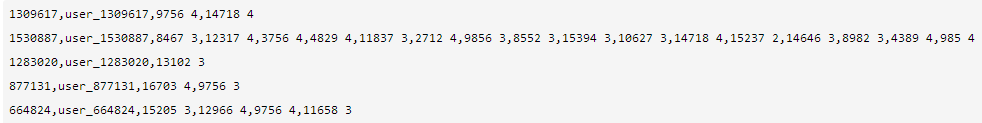 1309617,user_1309617,9756 4,14718 4
1530887,user_1530887,8467 3,12317 4,3756 4,4829 4,11837 3,2712 4,9856 3,8552 3,15394 3,10627 3,14718 4,15237 2,14646 3,8982 3,4389 4,985 4
1283020,user_1283020,13102 3
877131,user_877131,16703 4,9756 3
664824,user_664824,15205 3,12966 4,9756 4,11658 3